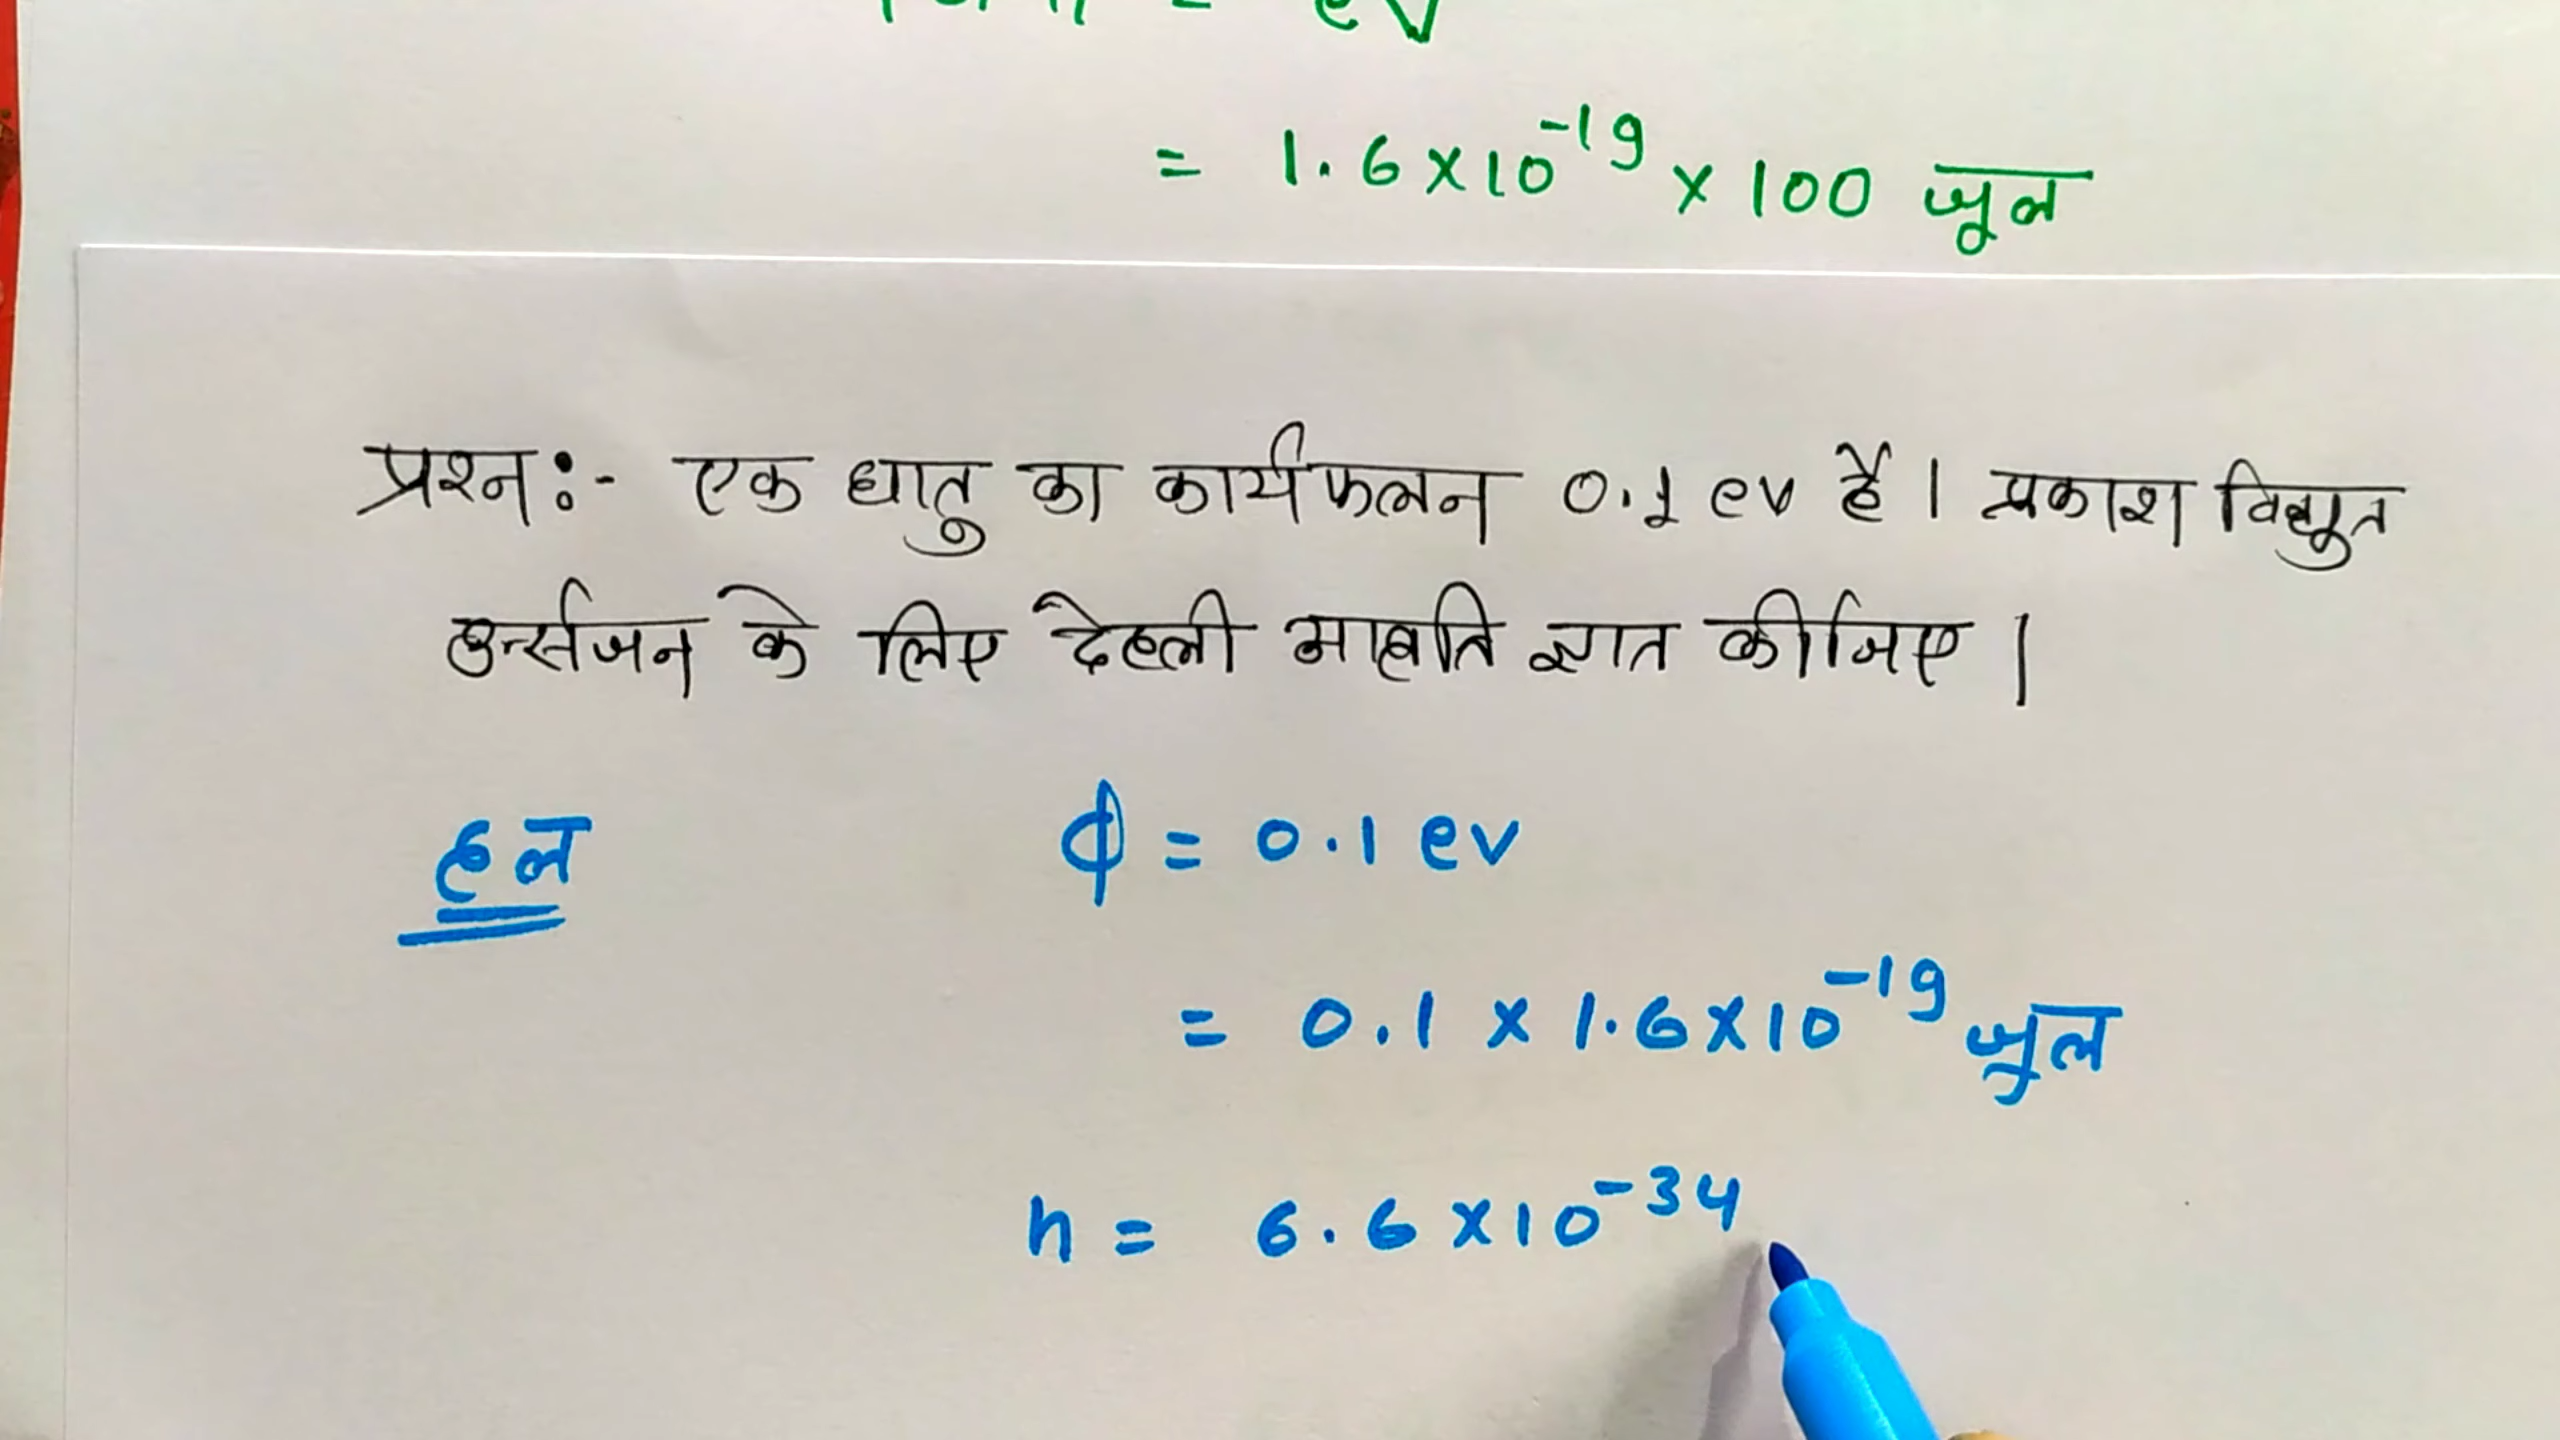 = eV
= 1.6×10⁻¹⁹ × 100 जूल
प्रश्न:- एक धातु का कार्यफलन 0.1 ev है। प्रकाश विद्युत
उत्सर्जन के लिए देहली आवृति ज्ञात कीजिए।
हल
ϕ = 0.1 ev
= 0.1 × 1.6×10⁻¹⁹ जूल
h = 6.6×10⁻³⁴